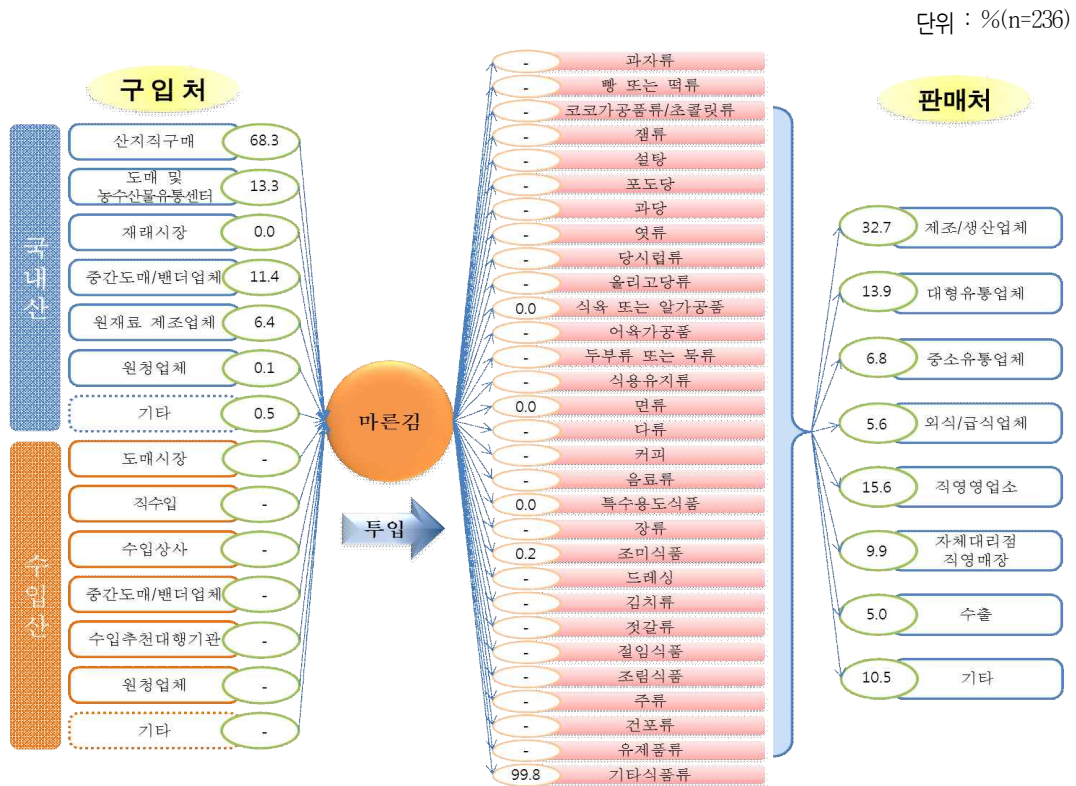 단위 : %(n=236)
구입처
판매처
국내산
산지직구매 68.3
도매 및
농수산물유통센터 13.3
재래시장 0.0
중간도매/밴더업체 11.4
원재료 제조업체 6.4
원청업체 0.1
기타 0.5
수입산
도매시장 -
직수입 -
수입상사 -
중간도매/밴더업체 -
수입추천대행기관 -
원청업체 -
기타 -
마른김
투입
- 과자류
- 빵 또는 떡류
- 코코가공품류/초콜릿류
- 잼류
- 설탕
- 포도당
- 과당
- 엿류
- 당시럽류
- 올리고당류
0.0 식육 또는 알가공품
- 어육가공품
- 두부류 또는 묵류
- 식용유지류
0.0 면류
- 다류
- 커피
- 음료류
0.0 특수용도식품
- 장류
0.2 조미식품
- 드레싱
- 김치류
- 젓갈류
- 절임식품
- 조림식품
- 주류
- 건포류
- 유제품류
99.8 기타식품류
32.7 제조/생산업체
13.9 대형유통업체
6.8 중소유통업체
5.6 외식/급식업체
15.6 직영영업소
9.9 자체대리점
직영매장
5.0 수출
10.5 기타